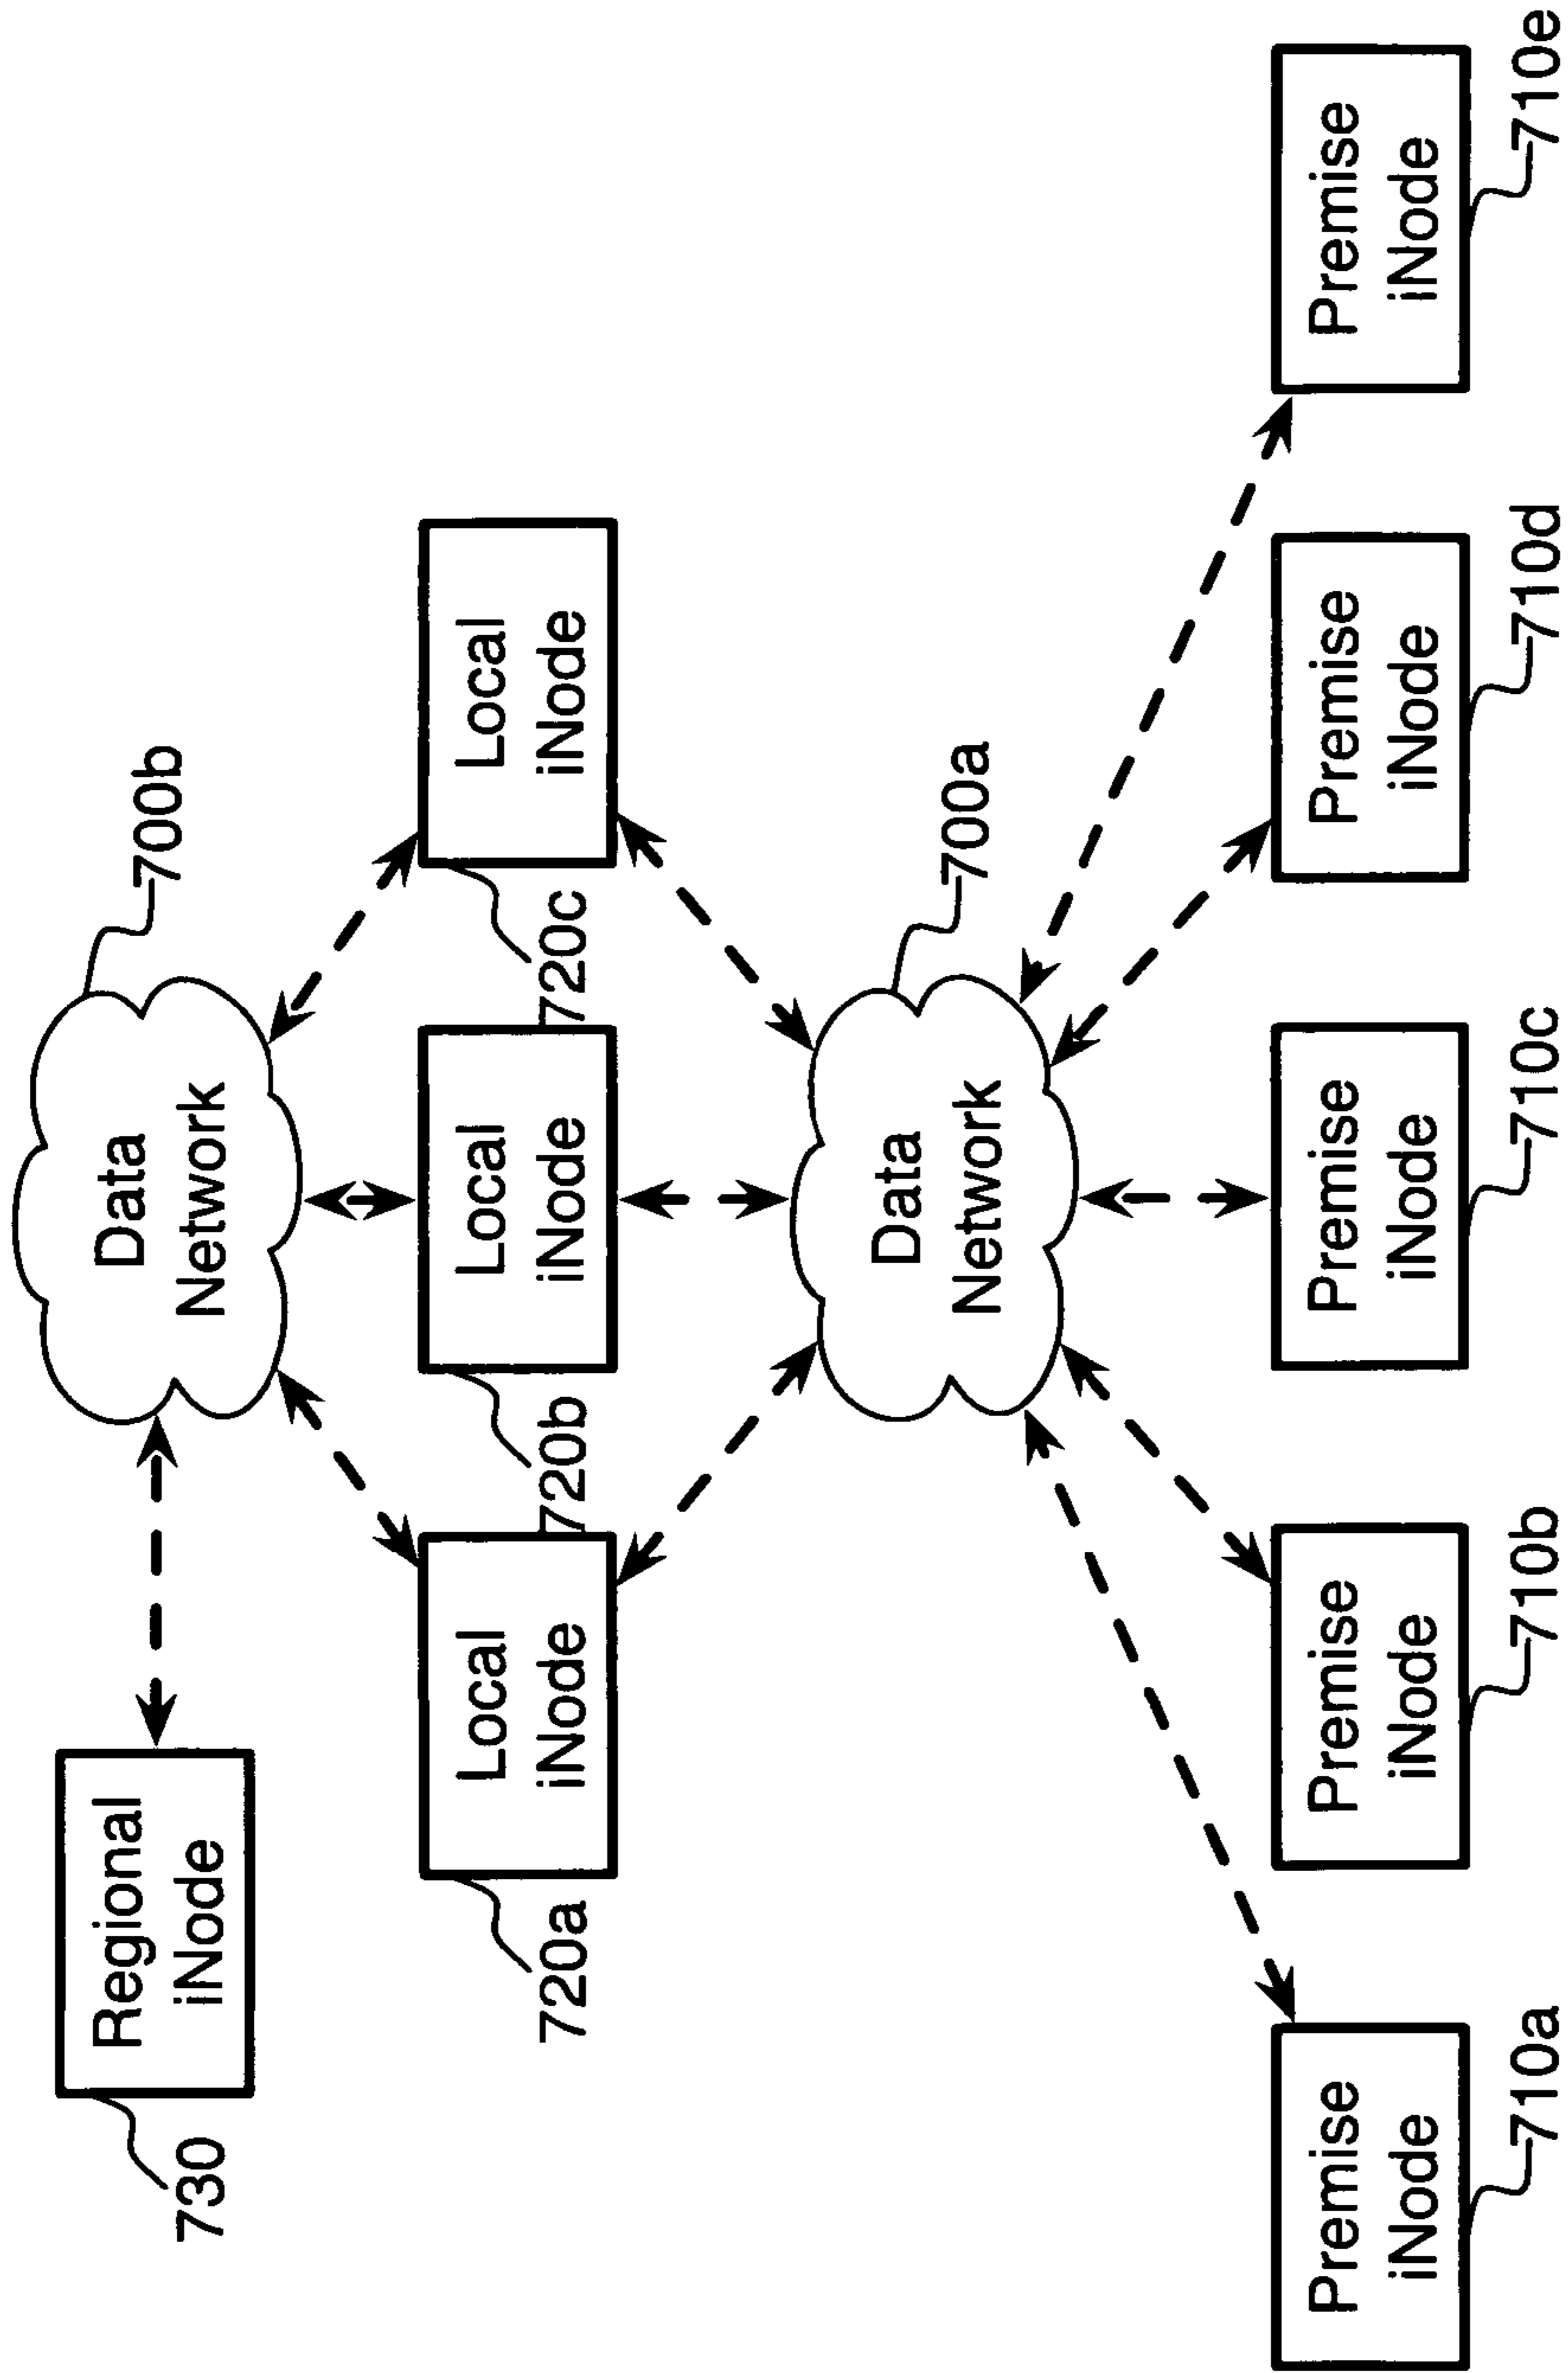 Regional
iNode
730
Data
Network
700b
Local
iNode
720a
Local
iNode
720b
Local
iNode
720c
Data
Network
700a
Premise
iNode
710a
Premise
iNode
710b
Premise
iNode
710c
Premise
iNode
710d
Premise
iNode
710e